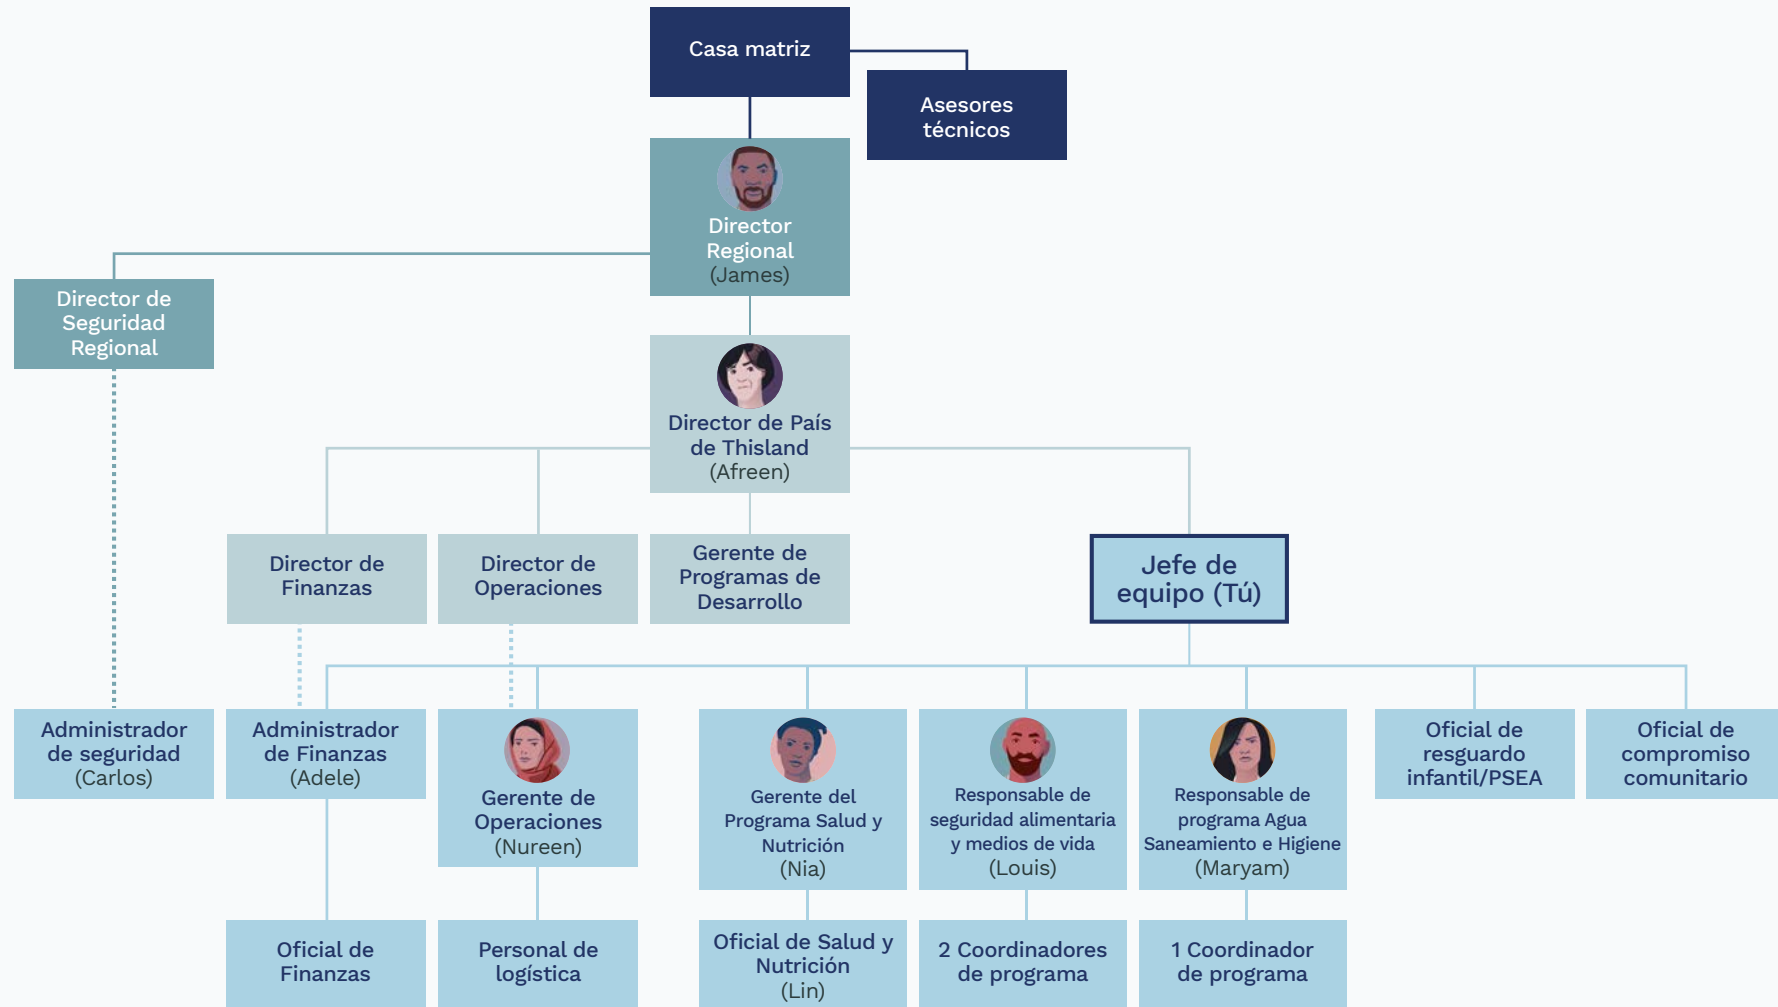 Casa matriz
Asesores
técnicos
Director
Regional
(James)
Director de
Seguridad
Regional
Director de País
de Thisland
(Afreen)
Director de
Finanzas
Director de
Operaciones
Gerente de
Programas de
Desarrollo
Jefe de
equipo (Tú)
Administrador
de seguridad
(Carlos)
Administrador
de Finanzas
(Adele)
Gerente de
Operaciones
(Nureen)
Gerente del
Programa Salud y
Nutrición
(Nia)
Responsable de
seguridad alimentaria
y medios de vida
(Louis)
Responsable de
programa Agua
Saneamiento e Higiene
(Maryam)
Oficial de
resguardo
infantil/PSEA
Oficial de
compromiso
comunitario
Oficial de
Finanzas
Personal de
logística
Oficial de Salud y
Nutrición
(Lin)
2 Coordinadores
de programa
1 Coordinador
de programa